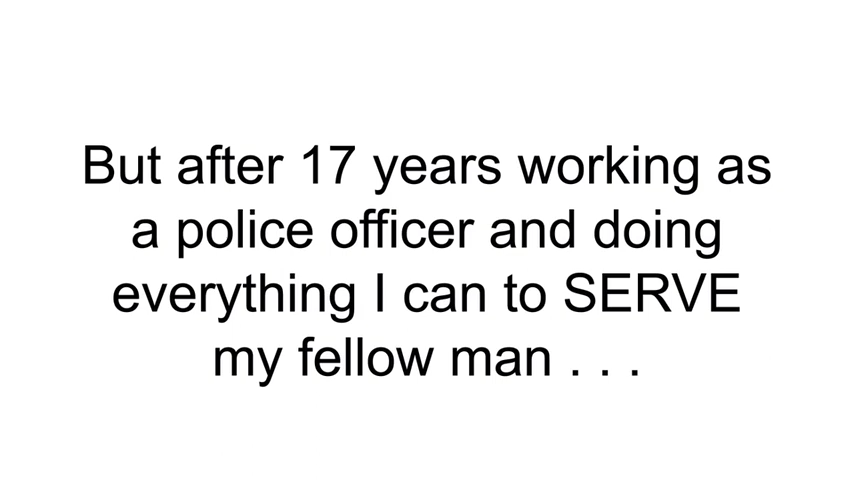 But after 17 years working as
a police officer and doing
everything I can to SERVE
my fellow man . . .